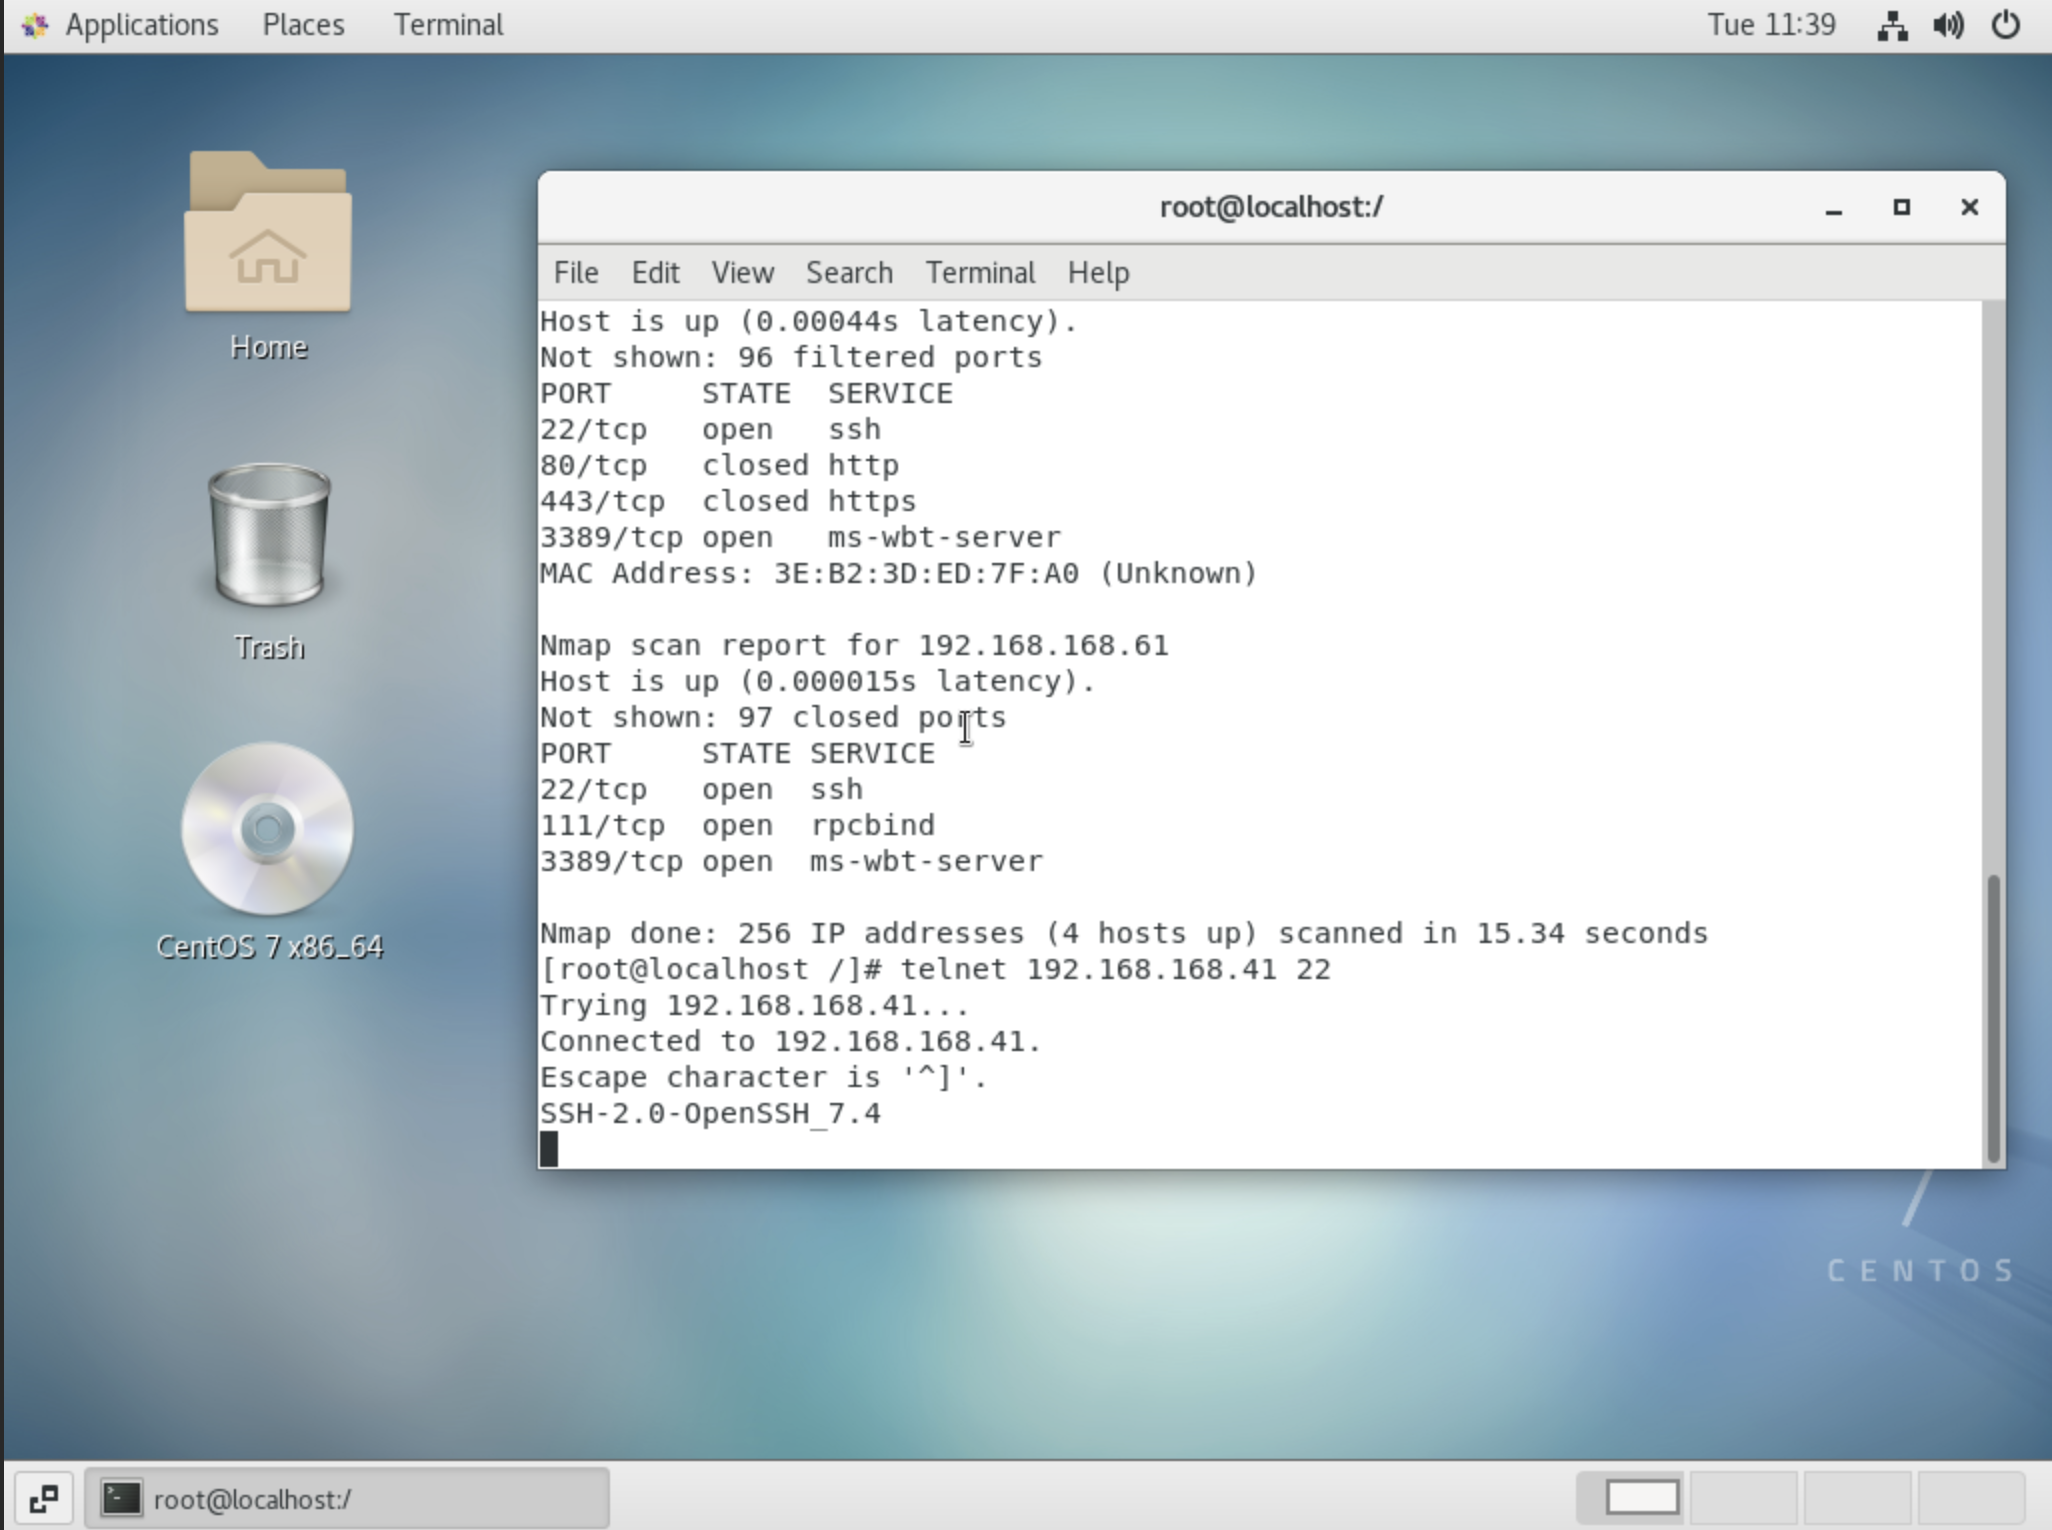 Applications Places Terminal Tue 11:39
Home
Trash
CentOS 7 x86_64
root@localhost:/
File Edit View Search Terminal Help
Host is up (0.00044s latency).
Not shown: 96 filtered ports
PORT     STATE  SERVICE
22/tcp   open   ssh
80/tcp   closed http
443/tcp  closed https
3389/tcp open   ms-wbt-server
MAC Address: 3E:B2:3D:ED:7F:A0 (Unknown)
Nmap scan report for 192.168.168.61
Host is up (0.000015s latency).
Not shown: 97 closed ports
PORT     STATE SERVICE
22/tcp   open  ssh
111/tcp  open  rpcbind
3389/tcp open  ms-wbt-server
Nmap done: 256 IP addresses (4 hosts up) scanned in 15.34 seconds
[root@localhost /]# telnet 192.168.168.41 22
Trying 192.168.168.41...
Connected to 192.168.168.41.
Escape character is '^]'.
SSH-2.0-OpenSSH_7.4
CENTOS
root@localhost:/